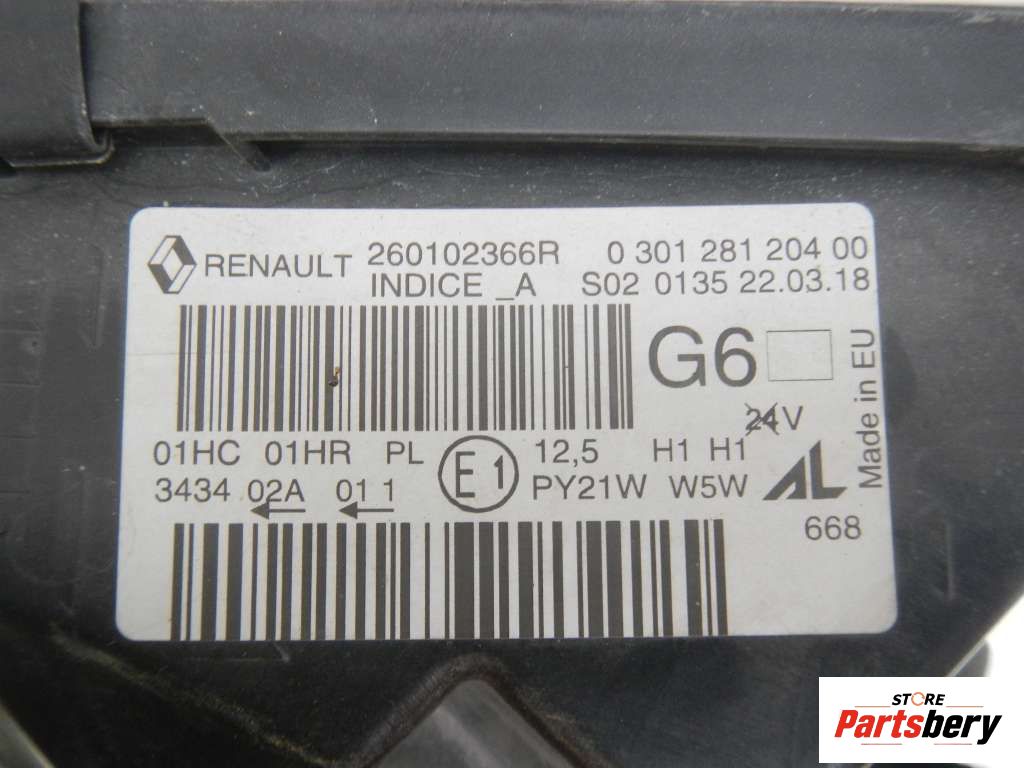 RENAULT 260102366R 0 301 281 204 00
INDICE _A S02 0135 22.03.18
G6
24V
01HC 01HR PL E1 12,5 H1 H1
3434 02A 01 1 PY21W W5W AL
668
Made in EU
STORE
Partsbery